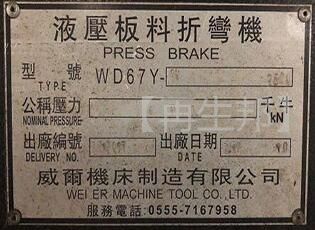 液壓板料折彎機
PRESS BRAKE
型 號 WD67Y-
TYPE
公稱壓力 千牛
NOMINAL PRESSURE kN
出廠編號 出廠日期
DELIVERY NO. DATE
威爾機床制造有限公司
WEI ER MACHINE TOOL CO.,LTD.
服務電話:0555-7167958